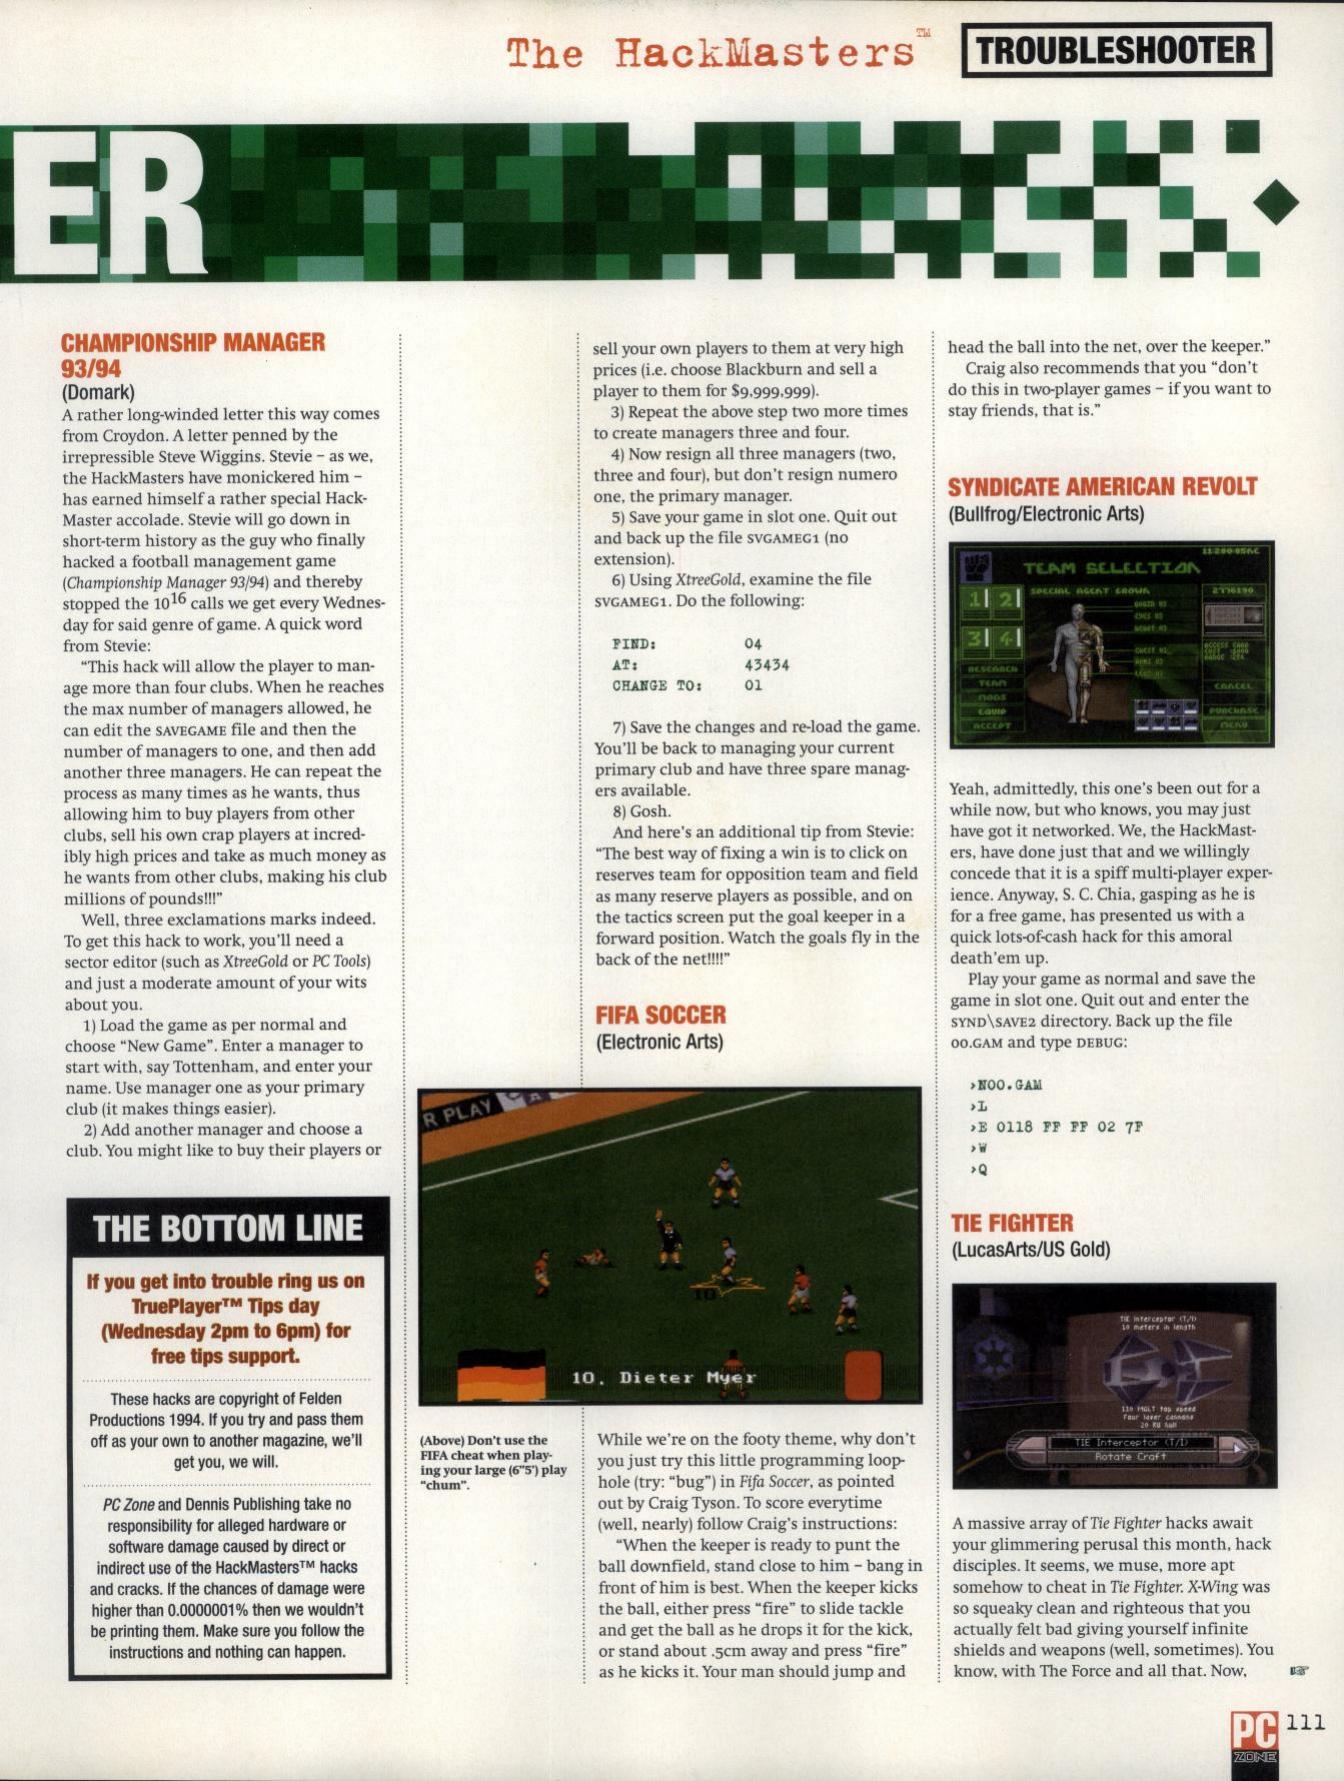 The HackMasters™
TROUBLESHOOTER
ER
CHAMPIONSHIP MANAGER
93/94
(Domark)
A rather long-winded letter this way comes
from Croydon. A letter penned by the
irrepressible Steve Wiggins. Stevie – as we,
the HackMasters have monickered him –
has earned himself a rather special Hack-
Master accolade. Stevie will go down in
short-term history as the guy who finally
hacked a football management game
(Championship Manager 93/94) and thereby
stopped the 10¹⁶ calls we get every Wednes-
day for said genre of game. A quick word
from Stevie:
"This hack will allow the player to man-
age more than four clubs. When he reaches
the max number of managers allowed, he
can edit the SAVEGAME file and then the
number of managers to one, and then add
another three managers. He can repeat the
process as many times as he wants, thus
allowing him to buy players from other
clubs, sell his own crap players at incred-
ibly high prices and take as much money as
he wants from other clubs, making his club
millions of pounds!!!"
Well, three exclamations marks indeed.
To get this hack to work, you'll need a
sector editor (such as XtreeGold or PC Tools)
and just a moderate amount of your wits
about you.
1) Load the game as per normal and
choose "New Game". Enter a manager to
start with, say Tottenham, and enter your
name. Use manager one as your primary
club (it makes things easier).
2) Add another manager and choose a
club. You might like to buy their players or
THE BOTTOM LINE
If you get into trouble ring us on
TruePlayer™ Tips day
(Wednesday 2pm to 6pm) for
free tips support.
These hacks are copyright of Felden
Productions 1994. If you try and pass them
off as your own to another magazine, we'll
get you, we will.
PC Zone and Dennis Publishing take no
responsibility for alleged hardware or
software damage caused by direct or
indirect use of the HackMasters™ hacks
and cracks. If the chances of damage were
higher than 0.0000001% then we wouldn't
be printing them. Make sure you follow the
instructions and nothing can happen.
sell your own players to them at very high
prices (i.e. choose Blackburn and sell a
player to them for $9,999,999).
3) Repeat the above step two more times
to create managers three and four.
4) Now resign all three managers (two,
three and four), but don't resign numero
one, the primary manager.
5) Save your game in slot one. Quit out
and back up the file SVGAMEG1 (no
extension).
6) Using XtreeGold, examine the file
SVGAMEG1. Do the following:
FIND: 04
AT: 43434
CHANGE TO: 01
7) Save the changes and re-load the game.
You'll be back to managing your current
primary club and have three spare manag-
ers available.
8) Gosh.
And here's an additional tip from Stevie:
"The best way of fixing a win is to click on
reserves team for opposition team and field
as many reserve players as possible, and on
the tactics screen put the goal keeper in a
forward position. Watch the goals fly in the
back of the net!!!!"
FIFA SOCCER
(Electronic Arts)
R PLAY
10
10. Dieter Myer
(Above) Don't use the
FIFA cheat when play-
ing your large (6"5') play
"chum".
While we're on the footy theme, why don't
you just try this little programming loop-
hole (try: "bug") in Fifa Soccer, as pointed
out by Craig Tyson. To score everytime
(well, nearly) follow Craig's instructions:
"When the keeper is ready to punt the
ball downfield, stand close to him – bang in
front of him is best. When the keeper kicks
the ball, either press "fire" to slide tackle
and get the ball as he drops it for the kick,
or stand about .5cm away and press "fire"
as he kicks it. Your man should jump and
head the ball into the net, over the keeper."
Craig also recommends that you "don't
do this in two-player games – if you want to
stay friends, that is."
SYNDICATE AMERICAN REVOLT
(Bullfrog/Electronic Arts)
TEAM SELECTION
1 2
3 4
SPECIAL AGENT
2776190
RESEARCH
TEAM
MODS
EQUIP
ACCEPT
CANCEL
PURCHASE
MENU
Yeah, admittedly, this one's been out for a
while now, but who knows, you may just
have got it networked. We, the HackMast-
ers, have done just that and we willingly
concede that it is a spiff multi-player exper-
ience. Anyway, S. C. Chia, gasping as he is
for a free game, has presented us with a
quick lots-of-cash hack for this amoral
death'em up.
Play your game as normal and save the
game in slot one. Quit out and enter the
SYND\SAVE2 directory. Back up the file
00.GAM and type DEBUG:
>N00.GAM
>L
>E 0118 FF FF 02 7F
>W
>Q
TIE FIGHTER
(LucasArts/US Gold)
TIE Interceptor (T/I)
10 meters in length
110 MGLT top speed
Four laser cannons
20 RU hull
TIE Interceptor (T/I)
Rotate Craft
A massive array of Tie Fighter hacks await
your glimmering perusal this month, hack
disciples. It seems, we muse, more apt
somehow to cheat in Tie Fighter. X-Wing was
so squeaky clean and righteous that you
actually felt bad giving yourself infinite
shields and weapons (well, sometimes). You
know, with The Force and all that. Now,
PC
ZONE
111